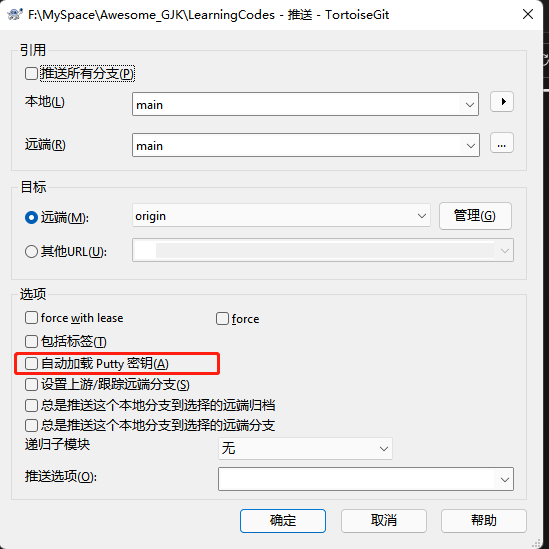 F:\MySpace\Awesome_GJK\LearningCodes - 推送 - TortoiseGit
引用
推送所有分支(P)
本地(L)
main
远端(R)
main
...
目标
远端(M):
origin
管理(G)
其他URL(U):
选项
force with lease
force
包括标签(T)
自动加载 Putty 密钥(A)
设置上游/跟踪远端分支(S)
总是推送这个本地分支到选择的远端归档
总是推送这个本地分支到选择的远端分支
递归子模块
无
推送选项(O):
确定
取消
帮助